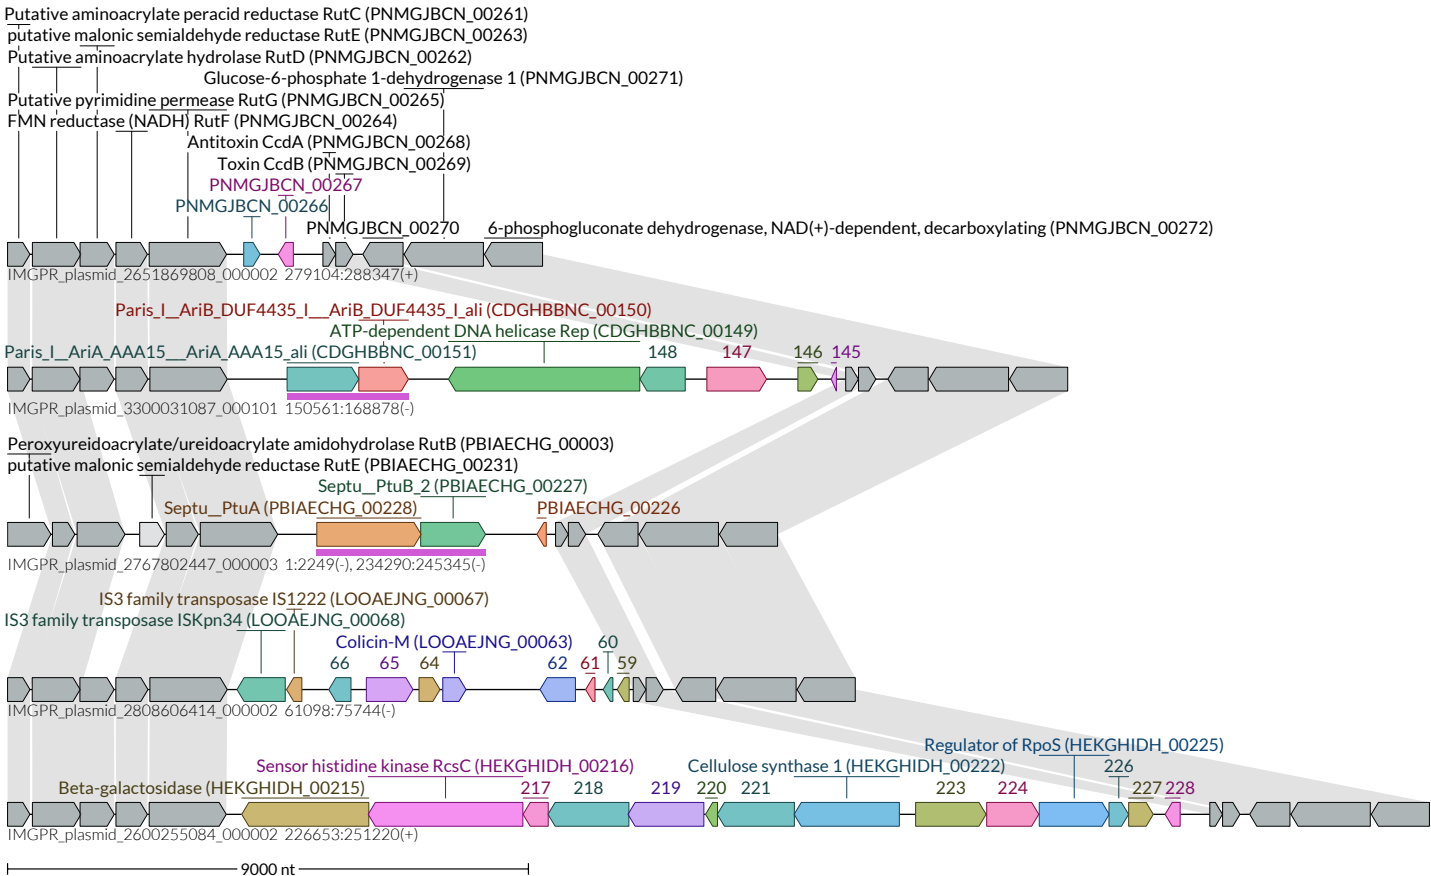 Putative aminoacrylate peracid reductase RutC (PNMGJBCN_00261)
putative malonic semialdehyde reductase RutE (PNMGJBCN_00263)
Putative aminoacrylate hydrolase RutD (PNMGJBCN_00262)
Glucose-6-phosphate 1-dehydrogenase 1 (PNMGJBCN_00271)
Putative pyrimidine permease RutG (PNMGJBCN_00265)
FMN reductase (NADH) RutF (PNMGJBCN_00264)
Antitoxin CcdA (PNMGJBCN_00268)
Toxin CcdB (PNMGJBCN_00269)
PNMGJBCN_00267
PNMGJBCN_00266
PNMGJBCN_00270 6-phosphogluconate dehydrogenase, NAD(+)-dependent, decarboxylating (PNMGJBCN_00272)
IMGPR_plasmid_2651869808_000002 279104:288347(+)
Paris_I__AriB_DUF4435_I__AriB_DUF4435_I_ali (CDGHBBNC_00150)
ATP-dependent DNA helicase Rep (CDGHBBNC_00149)
Paris_I__AriA_AAA15__AriA_AAA15_ali (CDGHBBNC_00151) 148 147 146 145
IMGPR_plasmid_3300031087_000101 150561:168878(-)
Peroxyureidoacrylate/ureidoacrylate amidohydrolase RutB (PBIAECHG_00003)
putative malonic semialdehyde reductase RutE (PBIAECHG_00231)
Septu__PtuB_2 (PBIAECHG_00227)
Septu__PtuA (PBIAECHG_00228) PBIAECHG_00226
IMGPR_plasmid_2767802447_000003 1:2249(-), 234290:245345(-)
IS3 family transposase IS1222 (LOOAEJNG_00067)
IS3 family transposase ISKpn34 (LOOAEJNG_00068)
Colicin-M (LOOAEJNG_00063) 60
66 65 64 62 61 59
IMGPR_plasmid_2808606414_000002 61098:75744(-)
Regulator of RpoS (HEKGHIDH_00225)
Sensor histidine kinase RcsC (HEKGHIDH_00216) Cellulose synthase 1 (HEKGHIDH_00222) 226
Beta-galactosidase (HEKGHIDH_00215) 217 218 219 220 221 223 224 227 228
IMGPR_plasmid_2600255084_000002 226653:251220(+)
9000 nt